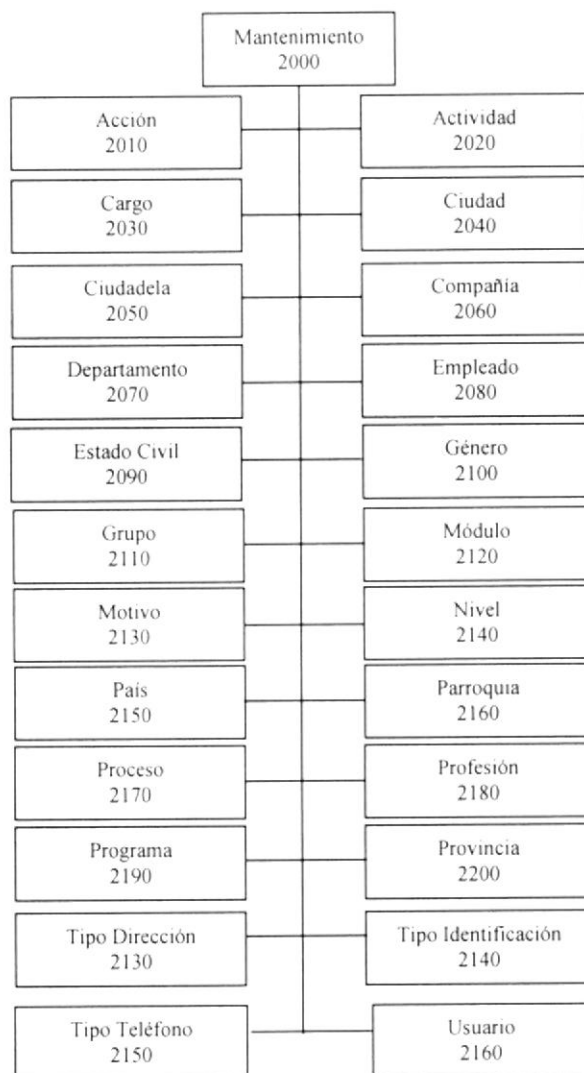 Mantenimiento
2000
Acción
2010
Actividad
2020
Cargo
2030
Ciudad
2040
Ciudadela
2050
Compañía
2060
Departamento
2070
Empleado
2080
Estado Civil
2090
Género
2100
Grupo
2110
Módulo
2120
Motivo
2130
Nivel
2140
País
2150
Parroquia
2160
Proceso
2170
Profesión
2180
Programa
2190
Provincia
2200
Tipo Dirección
2130
Tipo Identificación
2140
Tipo Teléfono
2150
Usuario
2160